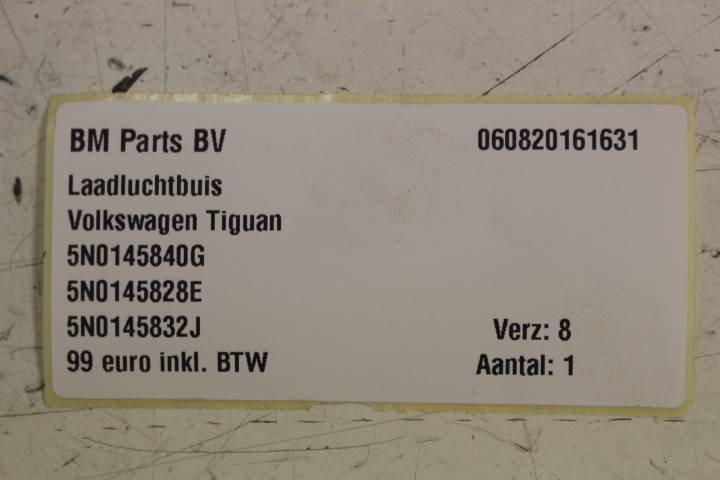 BM Parts BV 060820161631
Laadluchtbuis
Volkswagen Tiguan
5N0145840G
5N0145828E
5N0145832J Verz: 8
99 euro inkl. BTW Aantal: 1